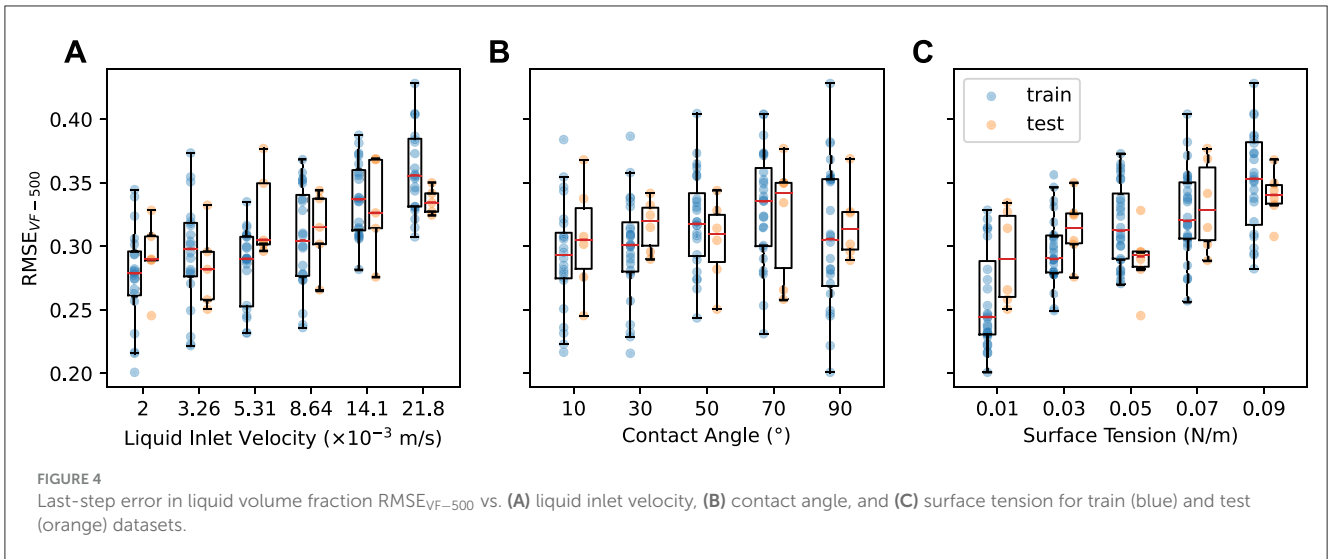 A
B
C
RMSE_VF−500
0.40
0.35
0.30
0.25
0.20
2 3.26 5.31 8.64 14.1 21.8
Liquid Inlet Velocity (×10⁻³ m/s)
10 30 50 70 90
Contact Angle (°)
train
test
0.01 0.03 0.05 0.07 0.09
Surface Tension (N/m)
FIGURE 4
Last-step error in liquid volume fraction RMSE_VF−500 vs. (A) liquid inlet velocity, (B) contact angle, and (C) surface tension for train (blue) and test
(orange) datasets.